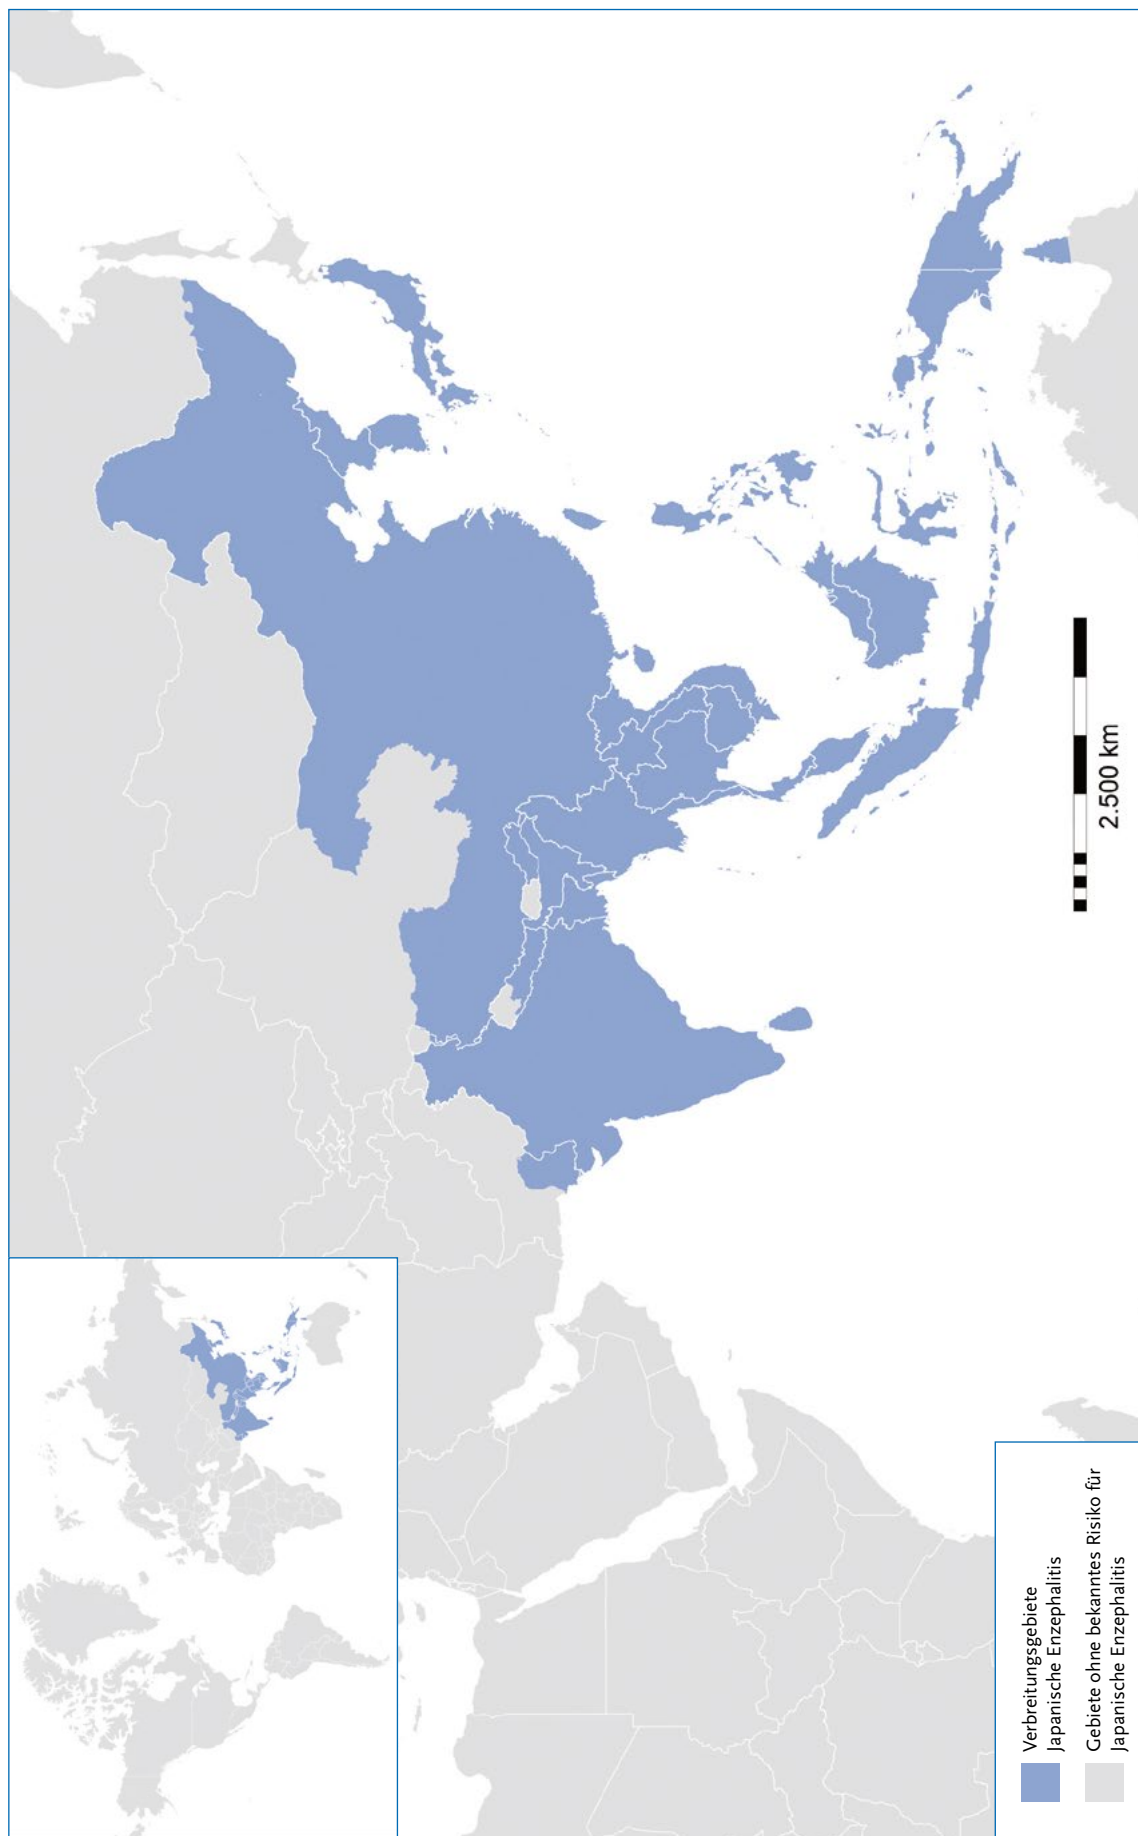 Verbreitungsgebiete
Japanische Enzephalitis
Gebiete ohne bekanntes Risiko für
Japanische Enzephalitis
2.500 km